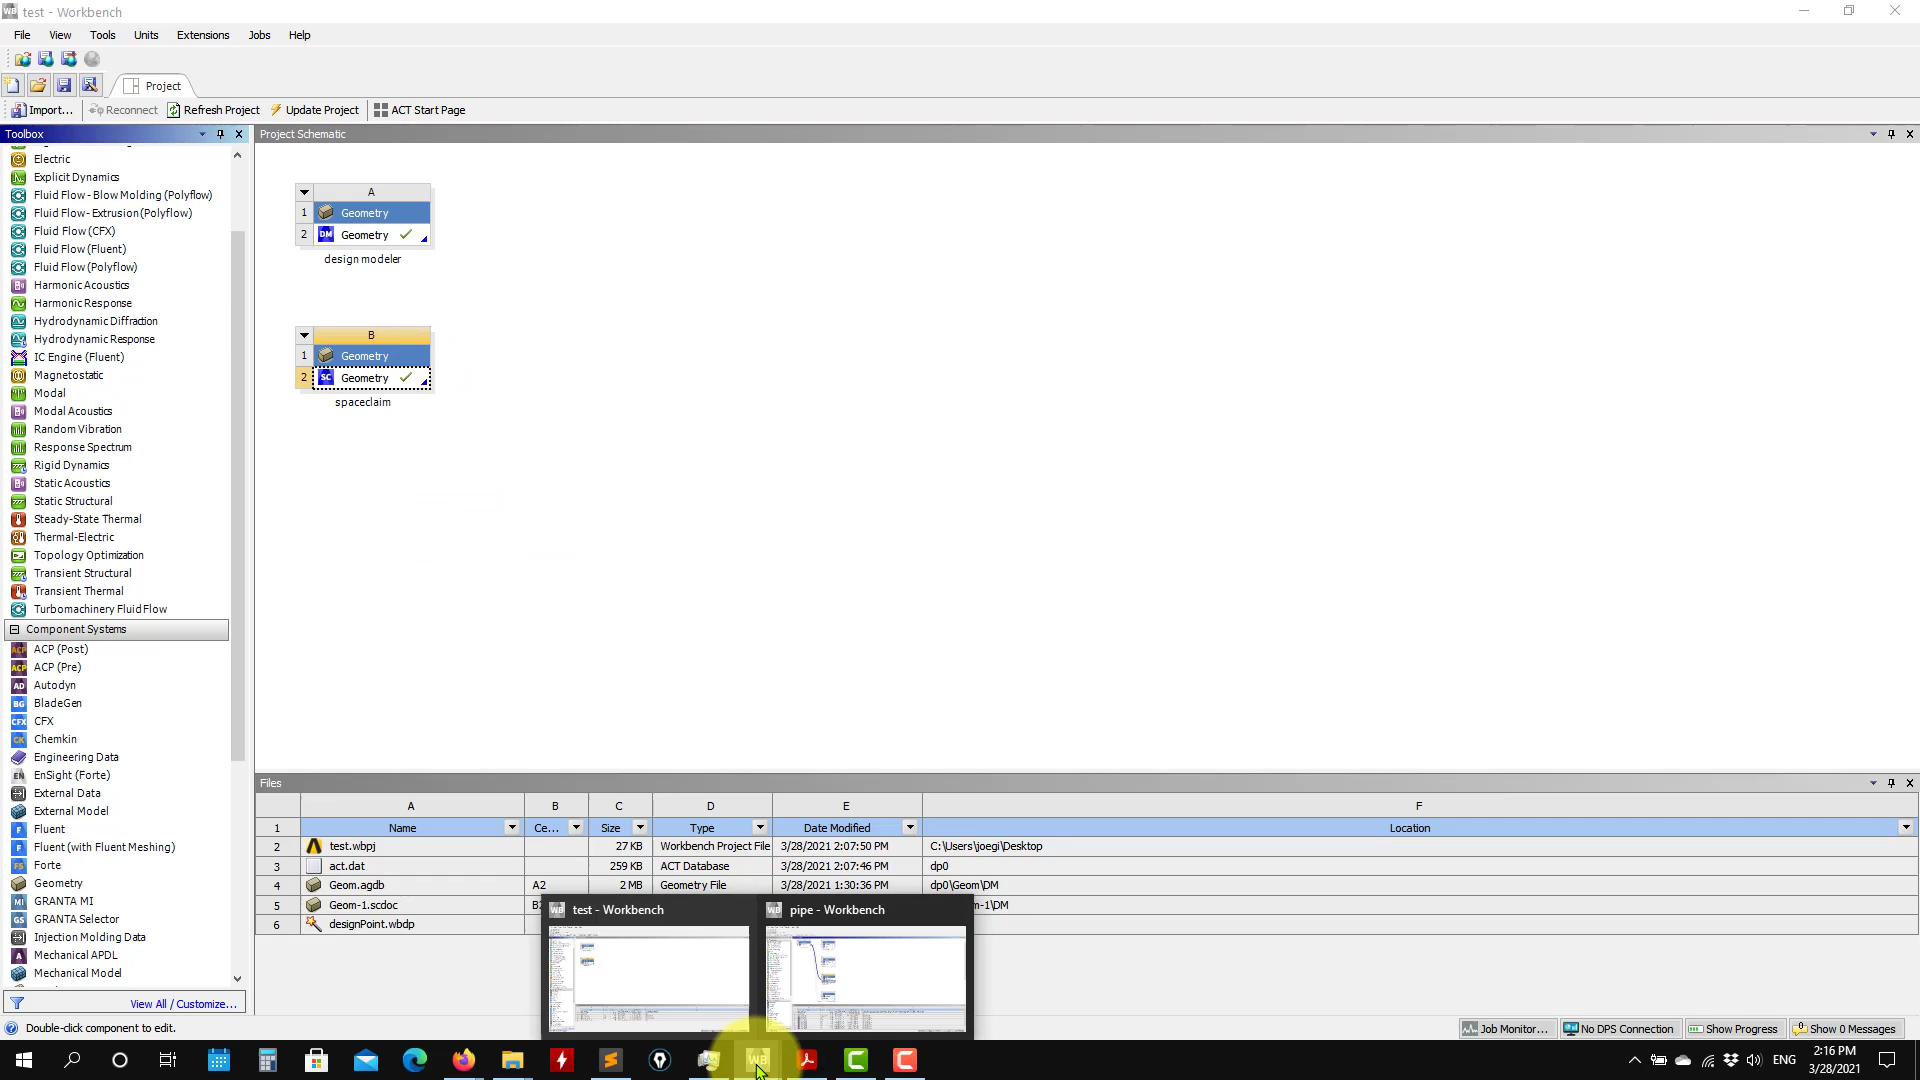 test - Workbench
File View Tools Units Extensions Jobs Help
Project
Import... Reconnect Refresh Project Update Project ACT Start Page
Toolbox
Project Schematic
Electric
Explicit Dynamics
Fluid Flow - Blow Molding (Polyflow)
Fluid Flow- Extrusion (Polyflow)
Fluid Flow (CFX)
Fluid Flow (Fluent)
Fluid Flow (Polyflow)
Harmonic Acoustics
Harmonic Response
Hydrodynamic Diffraction
Hydrodynamic Response
IC Engine (Fluent)
Magnetostatic
Modal
Modal Acoustics
Random Vibration
Response Spectrum
Rigid Dynamics
Static Acoustics
Static Structural
Steady-State Thermal
Thermal-Electric
Topology Optimization
Transient Structural
Transient Thermal
Turbomachinery Fluid Flow
Component Systems
ACP (Post)
ACP (Pre)
Autodyn
BladeGen
CFX
Chemkin
Engineering Data
EnSight (Forte)
External Data
External Model
Fluent
Fluent (with Fluent Meshing)
Forte
Geometry
GRANTA MI
GRANTA Selector
Injection Molding Data
Mechanical APDL
Mechanical Model
View All / Customize...
A
1 Geometry
2 DM Geometry
design modeler
B
1 Geometry
2 SC Geometry
spaceclaim
Files
A B C D E F
1 Name Ce... Size Type Date Modified Location
2 test.wbpj 27 KB Workbench Project File 3/28/2021 2:07:50 PM C:\Users\joegi\Desktop
3 act.dat 259 KB ACT Database 3/28/2021 2:07:46 PM dp0
4 Geom.agdb A2 2 MB Geometry File 3/28/2021 1:30:36 PM dp0\Geom\DM
5 Geom-1.scdoc m-1\DM
6 designPoint.wbdp
test - Workbench
pipe - Workbench
Double-click component to edit.
Job Monitor... No DPS Connection Show Progress Show 0 Messages
ENG
2:16 PM
3/28/2021